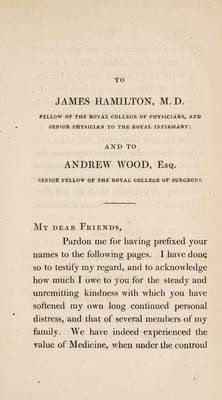 TO
JAMES HAMILTON, M. D.
FELLOW OF THE ROYAL COLLEGE OF PHYSICIANS, AND
SENIOR PHYSICIAN TO THE ROYAL INFIRMARY;
AND TO
ANDREW WOOD, ESQ.
SENIOR FELLOW OF THE ROYAL COLLEGE OF SURGEONS.
MY DEAR FRIENDS,
Pardon me for having prefixed your
names to the following pages. I have done
so to testify my regard, and to acknowledge
how much I owe to you for the steady and
unremitting kindness with which you have
softened my own long continued personal
distress, and that of several members of my
family. We have indeed experienced the
value of Medicine, when under the controul